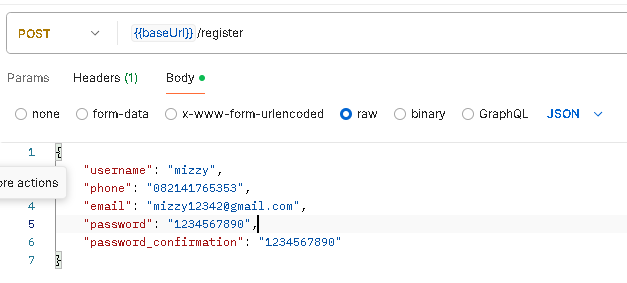 POST {{baseUrl}} /register
Params Headers (1) Body
none form-data x-www-form-urlencoded raw binary GraphQL JSON
1 {
"username": "mizzy",
ore actions "phone": "082141765353",
4 "email": "mizzy12342@gmail.com",
5 "password": "1234567890",
6 "password_confirmation": "1234567890"
7 }